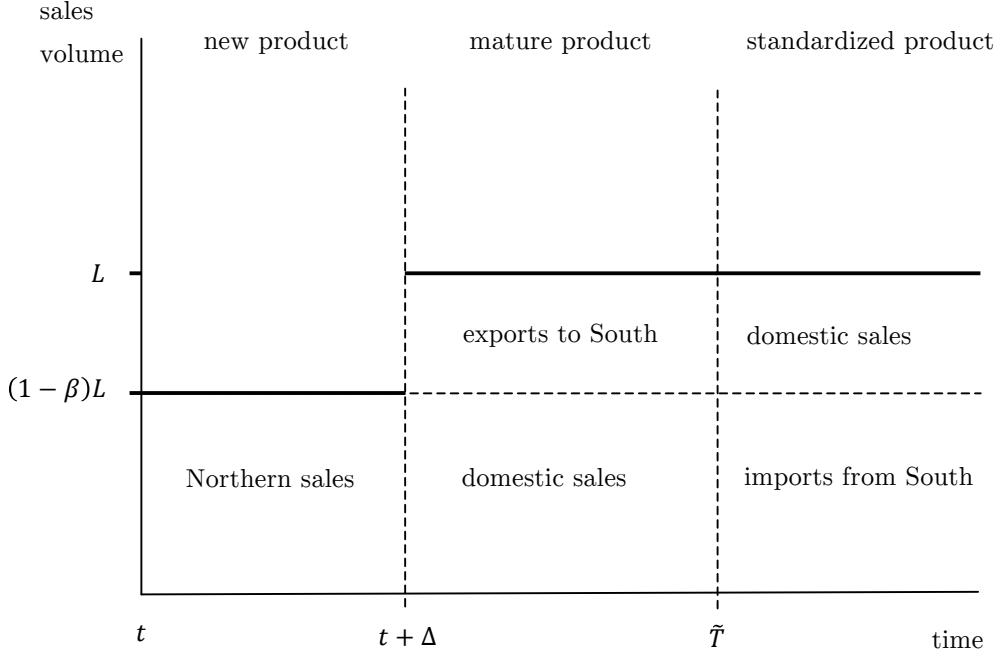 sales
volume
new product
mature product
standardized product
L
exports to South
domestic sales
(1 − β)L
Northern sales
domestic sales
imports from South
t
t + Δ
T̃
time